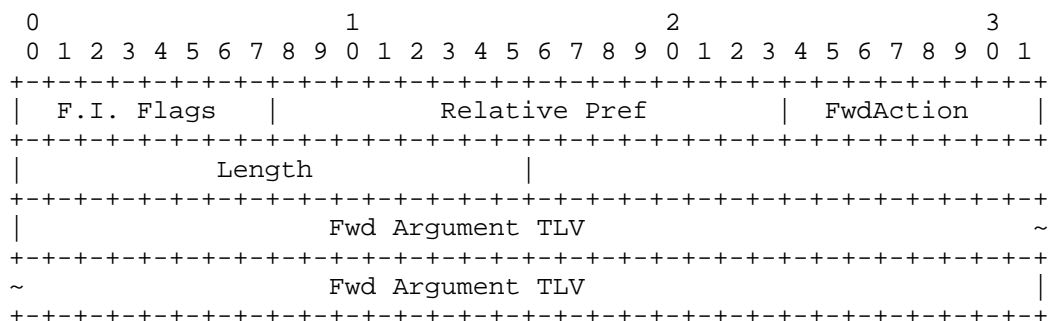 0                   1                   2                   3
 0 1 2 3 4 5 6 7 8 9 0 1 2 3 4 5 6 7 8 9 0 1 2 3 4 5 6 7 8 9 0 1
+-+-+-+-+-+-+-+-+-+-+-+-+-+-+-+-+-+-+-+-+-+-+-+-+-+-+-+-+-+-+-+-+
|  F.I. Flags   |          Relative Pref        |  FwdAction    |
+-+-+-+-+-+-+-+-+-+-+-+-+-+-+-+-+-+-+-+-+-+-+-+-+-+-+-+-+-+-+-+-+
|            Length             |
+-+-+-+-+-+-+-+-+-+-+-+-+-+-+-+-+-+-+-+-+-+-+-+-+-+-+-+-+-+-+-+-+
|                   Fwd Argument TLV                            ~
+-+-+-+-+-+-+-+-+-+-+-+-+-+-+-+-+-+-+-+-+-+-+-+-+-+-+-+-+-+-+-+-+
~                   Fwd Argument TLV                            |
+-+-+-+-+-+-+-+-+-+-+-+-+-+-+-+-+-+-+-+-+-+-+-+-+-+-+-+-+-+-+-+-+